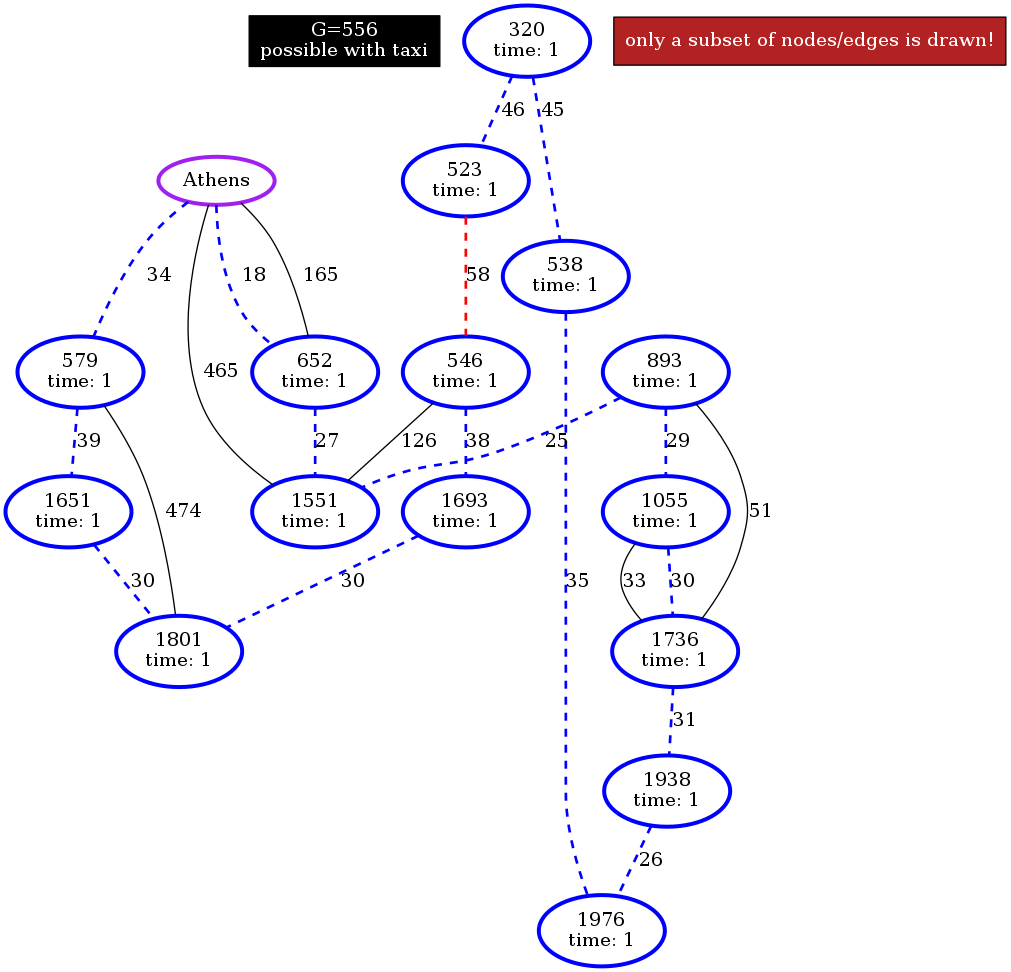 G=556
possible with taxi
320
time: 1
only a subset of nodes/edges is drawn!
46
45
Athens
523
time: 1
34
18
165
58
538
time: 1
579
time: 1
465
652
time: 1
546
time: 1
893
time: 1
39
27
126
38
25
29
1651
time: 1
474
1551
time: 1
1693
time: 1
1055
time: 1
51
30
30
35
33
30
1801
time: 1
1736
time: 1
31
1938
time: 1
26
1976
time: 1